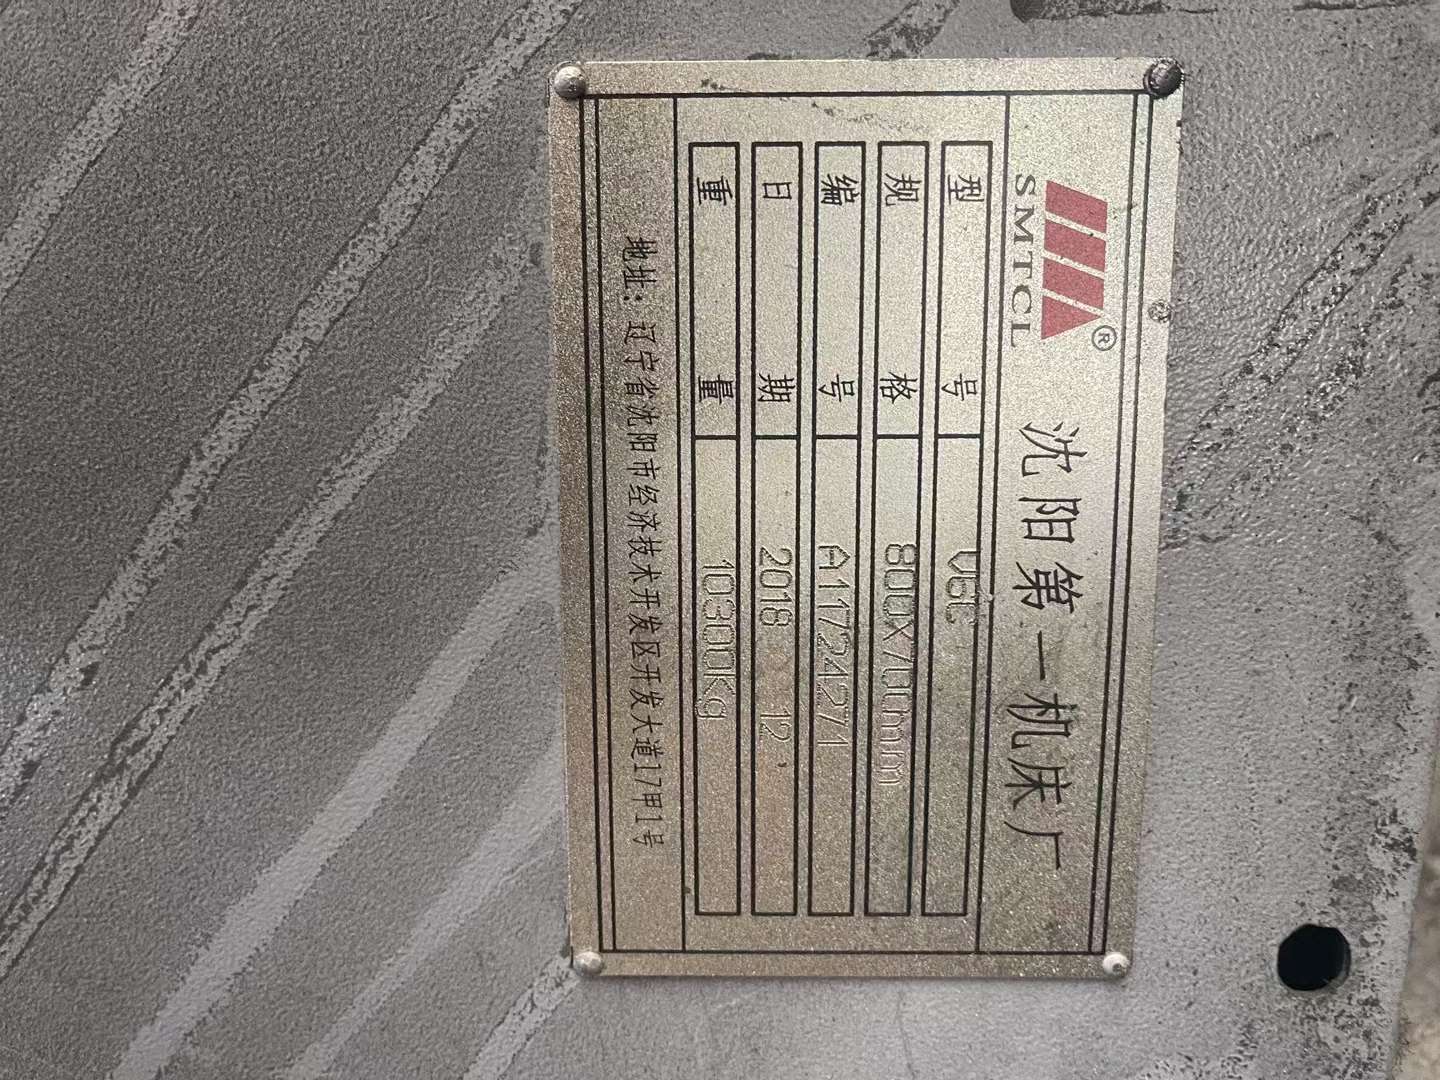 SMTCL ® 沈阳第一机床厂
型号 V6C
规格 800X700mm
编号 A11724271
日期 2018 12
重量 10300Kg
地址：辽宁省沈阳市经济技术开发区开发大道17甲1号